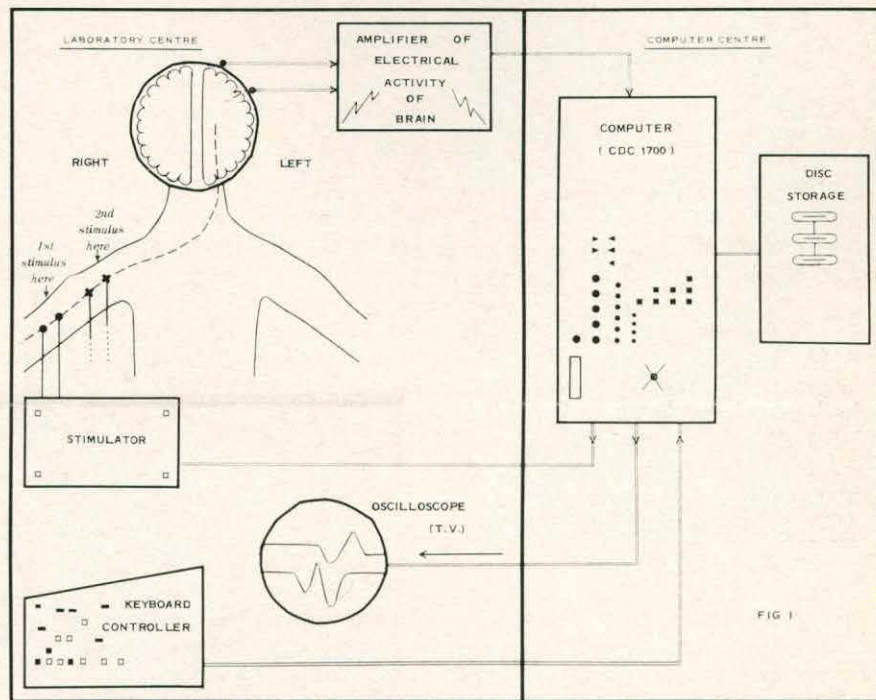 LABORATORY CENTRE
AMPLIFIER OF
ELECTRICAL
ACTIVITY
OF
BRAIN
COMPUTER CENTRE
COMPUTER
(CDC 1700)
DISC
STORAGE
RIGHT
LEFT
2nd
stimulus
here
1st
stimulus
here
STIMULATOR
OSCILLOSCOPE
(T.V.)
KEYBOARD
CONTROLLER
FIG 1